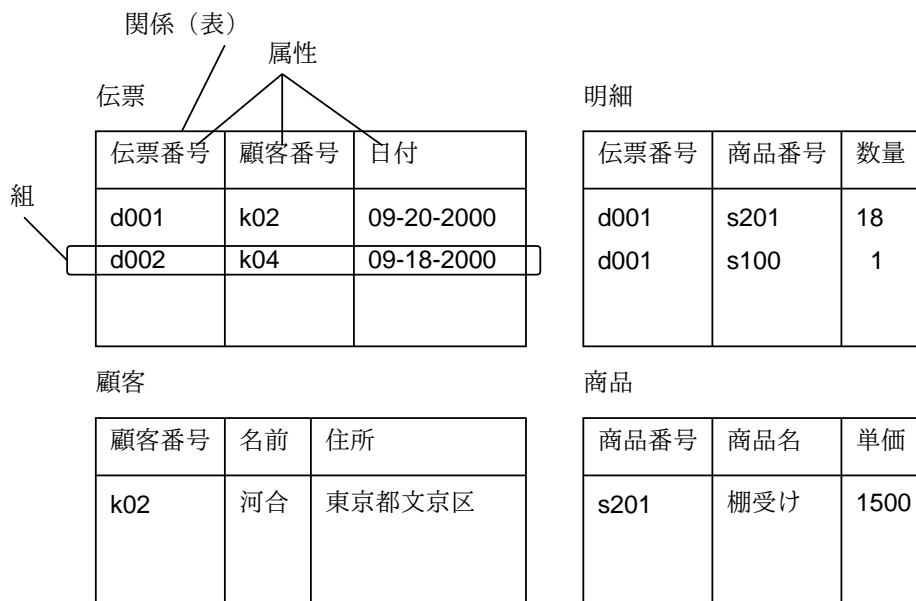 関係（表）
属性
伝票
明細
伝票番号 顧客番号 日付
伝票番号 商品番号 数量
組
d001 k02 09-20-2000
d001 s201 18
d002 k04 09-18-2000
d001 s100 1
顧客
商品
顧客番号 名前 住所
商品番号 商品名 単価
k02 河合 東京都文京区
s201 棚受け 1500